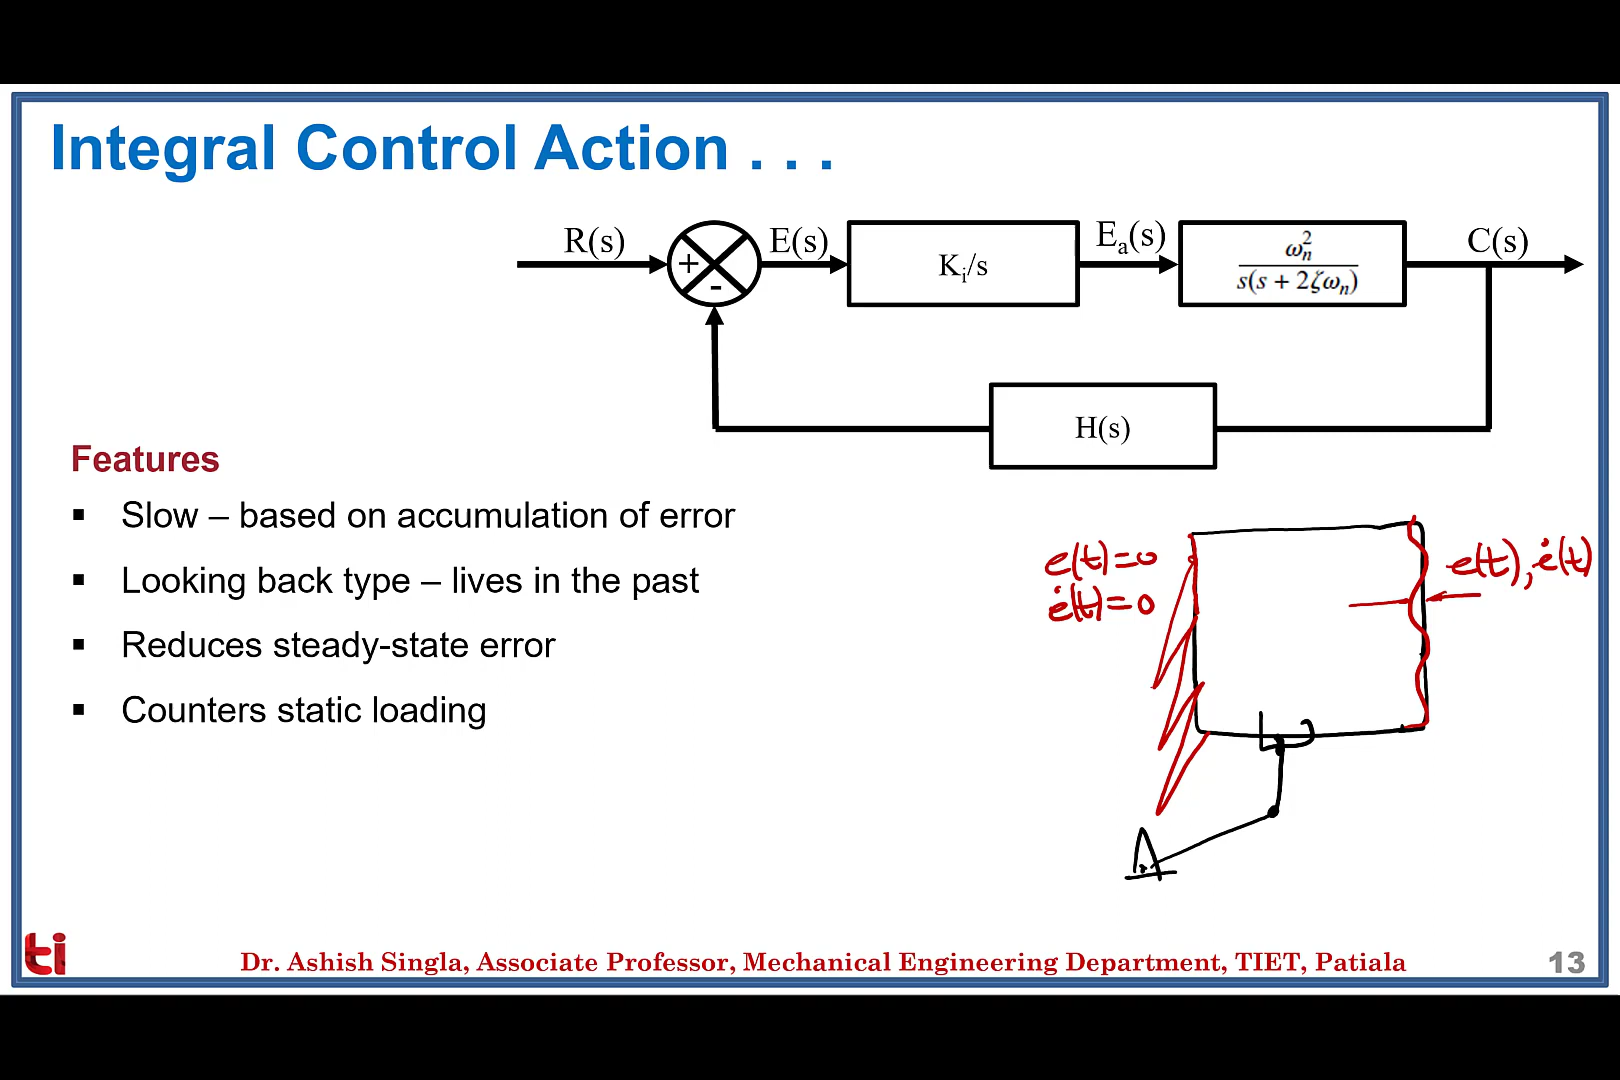 Integral Control Action . . .
R(s)
+
-
E(s)
Kᵢ/s
Eₐ(s)
ωₙ²
s(s + 2ζωₙ)
C(s)
H(s)
Features
▪ Slow – based on accumulation of error
▪ Looking back type – lives in the past
▪ Reduces steady-state error
▪ Counters static loading
e(t)=0
ė(t)=0
e(t), ė(t)
ti
Dr. Ashish Singla, Associate Professor, Mechanical Engineering Department, TIET, Patiala
13